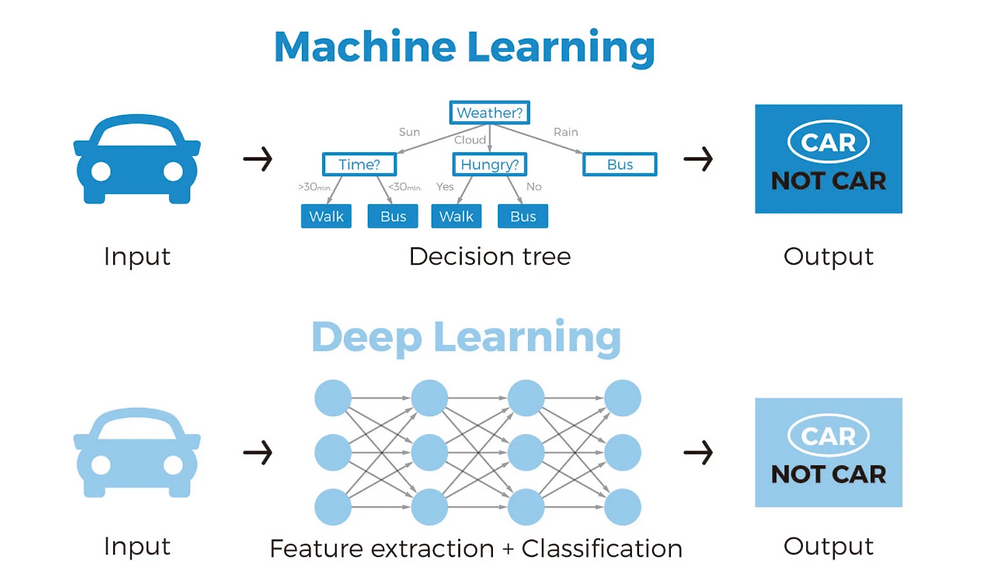 Machine Learning
Weather?
Sun
Cloud
Rain
Time?
Hungry?
Bus
>30min.
<30min.
Yes
No
Walk
Bus
Walk
Bus
CAR
NOT CAR
Input
Decision tree
Output
Deep Learning
CAR
NOT CAR
Input
Feature extraction + Classification
Output